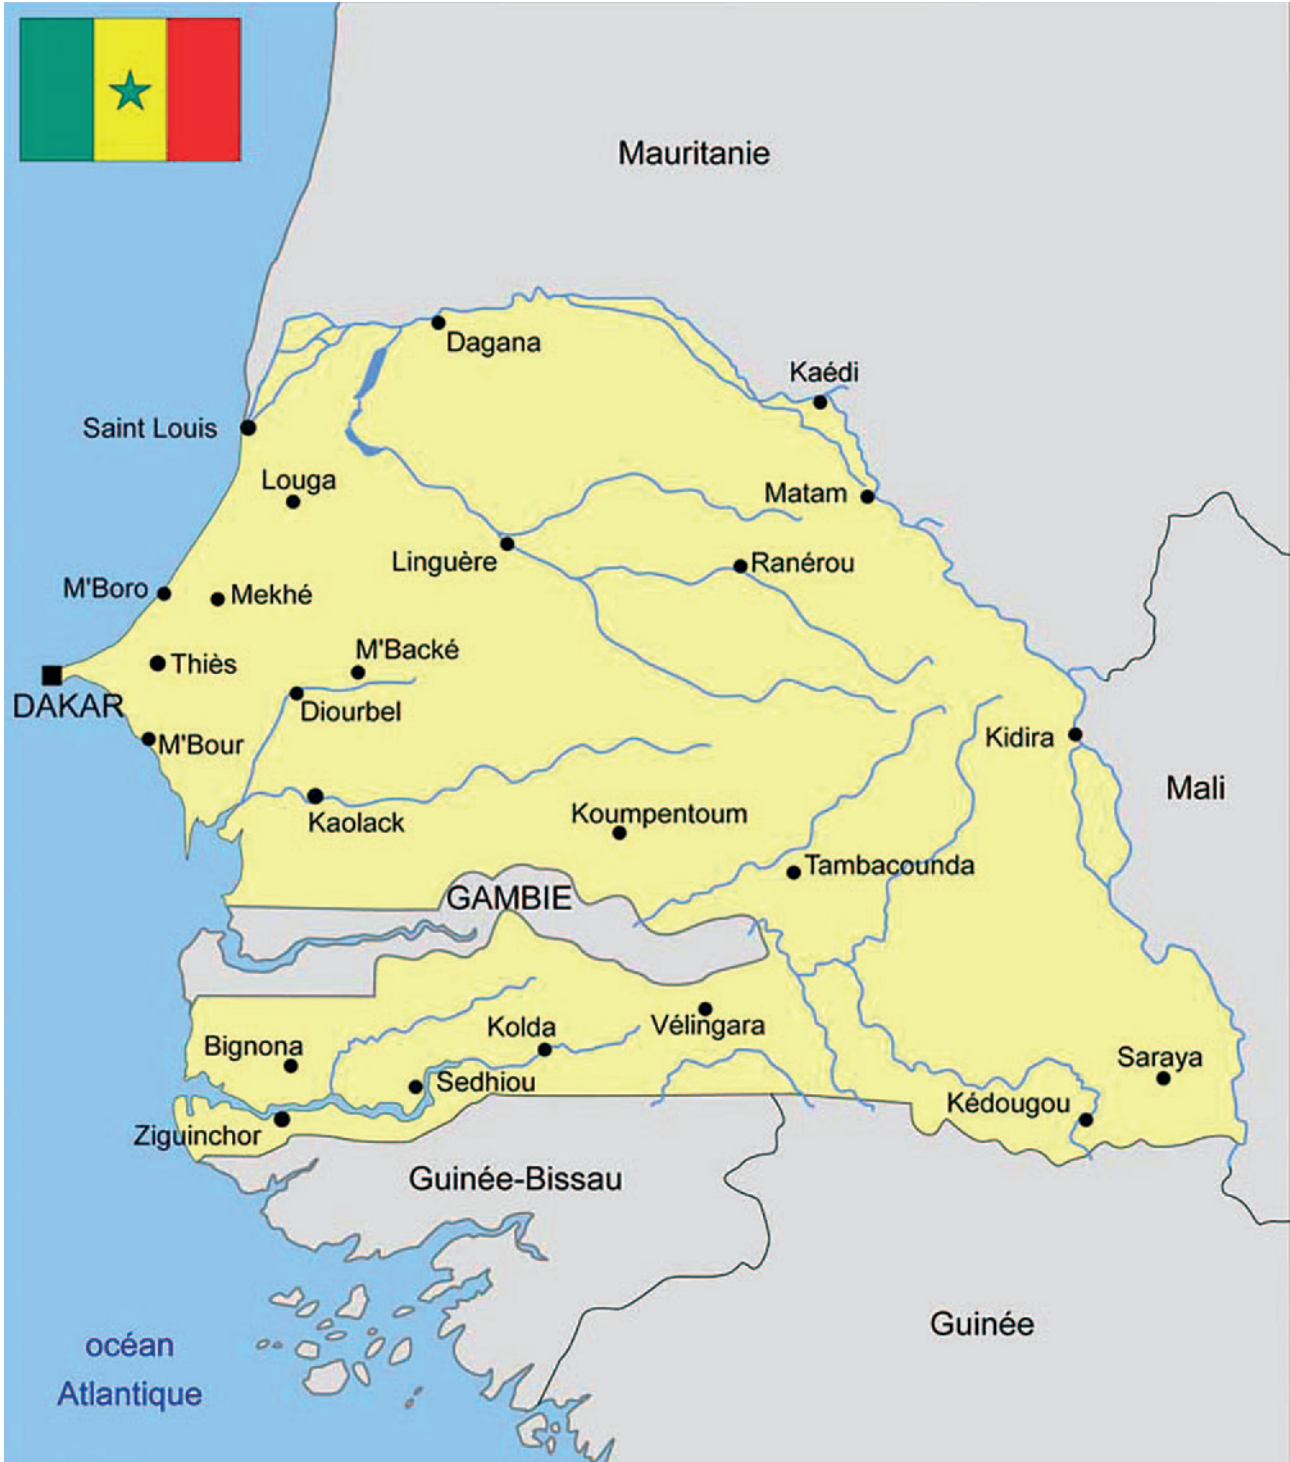 Mauritanie
Dagana
Kaédi
Saint Louis
Louga
Matam
Linguère
Ranérou
M'Boro
Mekhé
M'Backé
Thiès
DAKAR
Diourbel
M'Bour
Kidira
Mali
Kaolack
Koumpentoum
Tambacounda
GAMBIE
Kolda
Vélingara
Bignona
Saraya
Sedhiou
Kédougou
Ziguinchor
Guinée-Bissau
Guinée
océan
Atlantique